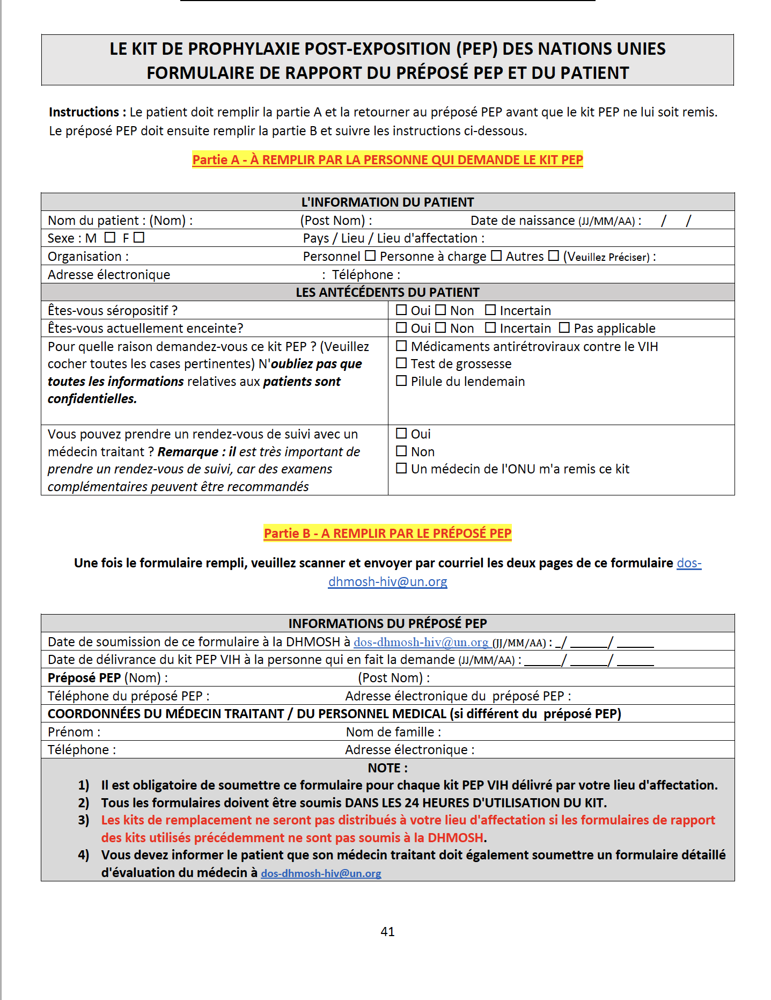 LE KIT DE PROPHYLAXIE POST-EXPOSITION (PEP) DES NATIONS UNIES
FORMULAIRE DE RAPPORT DU PRÉPOSÉ PEP ET DU PATIENT
Instructions : Le patient doit remplir la partie A et la retourner au préposé PEP avant que le kit PEP ne lui soit remis.
Le préposé PEP doit ensuite remplir la partie B et suivre les instructions ci-dessous.
Partie A - À REMPLIR PAR LA PERSONNE QUI DEMANDE LE KIT PEP
L'INFORMATION DU PATIENT
Nom du patient : (Nom) : (Post Nom) : Date de naissance (JJ/MM/AA) : / /
Sexe : M ☐ F ☐ Pays / Lieu / Lieu d'affectation :
Organisation : Personnel ☐ Personne à charge ☐ Autres ☐ (Veuillez Préciser) :
Adresse électronique : Téléphone :
LES ANTÉCÉDENTS DU PATIENT
Êtes-vous séropositif ? ☐ Oui ☐ Non ☐ Incertain
Êtes-vous actuellement enceinte? ☐ Oui ☐ Non ☐ Incertain ☐ Pas applicable
Pour quelle raison demandez-vous ce kit PEP ? (Veuillez
cocher toutes les cases pertinentes) N'oubliez pas que
toutes les informations relatives aux patients sont
confidentielles.
☐ Médicaments antirétroviraux contre le VIH
☐ Test de grossesse
☐ Pilule du lendemain
Vous pouvez prendre un rendez-vous de suivi avec un
médecin traitant ? Remarque : il est très important de
prendre un rendez-vous de suivi, car des examens
complémentaires peuvent être recommandés
☐ Oui
☐ Non
☐ Un médecin de l'ONU m'a remis ce kit
Partie B - A REMPLIR PAR LE PRÉPOSÉ PEP
Une fois le formulaire rempli, veuillez scanner et envoyer par courriel les deux pages de ce formulaire dos-
dhmosh-hiv@un.org
INFORMATIONS DU PRÉPOSÉ PEP
Date de soumission de ce formulaire à la DHMOSH à dos-dhmosh-hiv@un.org (JJ/MM/AA) : _/ ______/ ______
Date de délivrance du kit PEP VIH à la personne qui en fait la demande (JJ/MM/AA) : ______/ ______/ ______
Préposé PEP (Nom) : (Post Nom) :
Téléphone du préposé PEP : Adresse électronique du préposé PEP :
COORDONNÉES DU MÉDECIN TRAITANT / DU PERSONNEL MEDICAL (si différent du préposé PEP)
Prénom : Nom de famille :
Téléphone : Adresse électronique :
NOTE :
1) Il est obligatoire de soumettre ce formulaire pour chaque kit PEP VIH délivré par votre lieu d'affectation.
2) Tous les formulaires doivent être soumis DANS LES 24 HEURES D'UTILISATION DU KIT.
3) Les kits de remplacement ne seront pas distribués à votre lieu d'affectation si les formulaires de rapport
des kits utilisés précédemment ne sont pas soumis à la DHMOSH.
4) Vous devez informer le patient que son médecin traitant doit également soumettre un formulaire détaillé
d'évaluation du médecin à dos-dhmosh-hiv@un.org
41